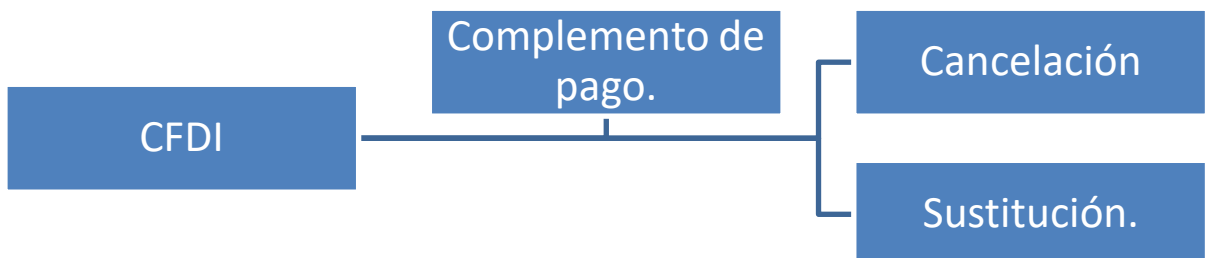 CFDI
Complemento de
pago.
Cancelación
Sustitución.